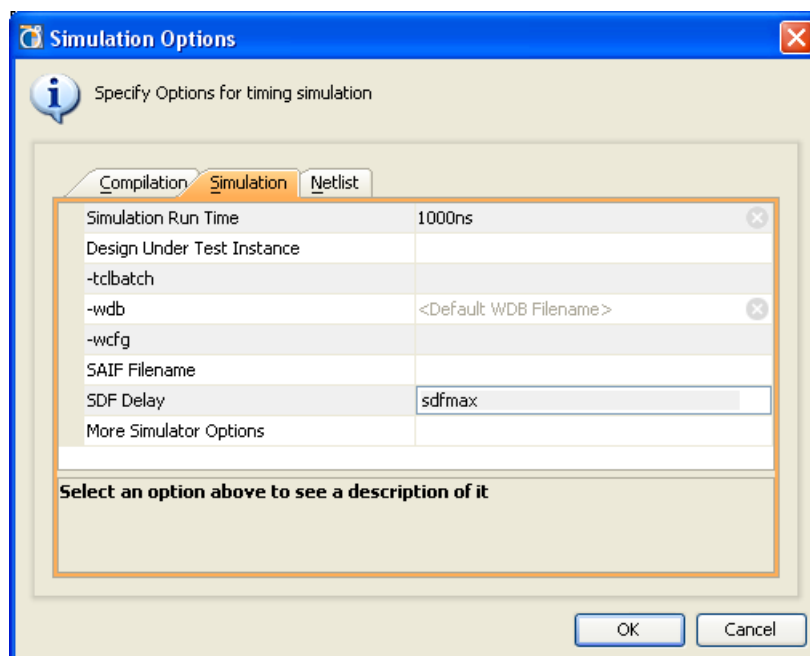 Simulation Options
Specify Options for timing simulation
Compilation Simulation Netlist
Simulation Run Time 1000ns
Design Under Test Instance
-tclbatch
-wdb <Default WDB Filename>
-wcfg
SAIF Filename
SDF Delay sdfmax
More Simulator Options
Select an option above to see a description of it
OK Cancel